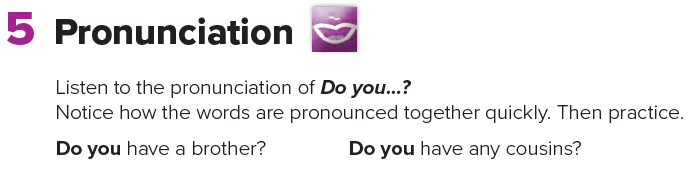 5 Pronunciation
Listen to the pronunciation of Do you...?
Notice how the words are pronounced together quickly. Then practice.
Do you have a brother? Do you have any cousins?